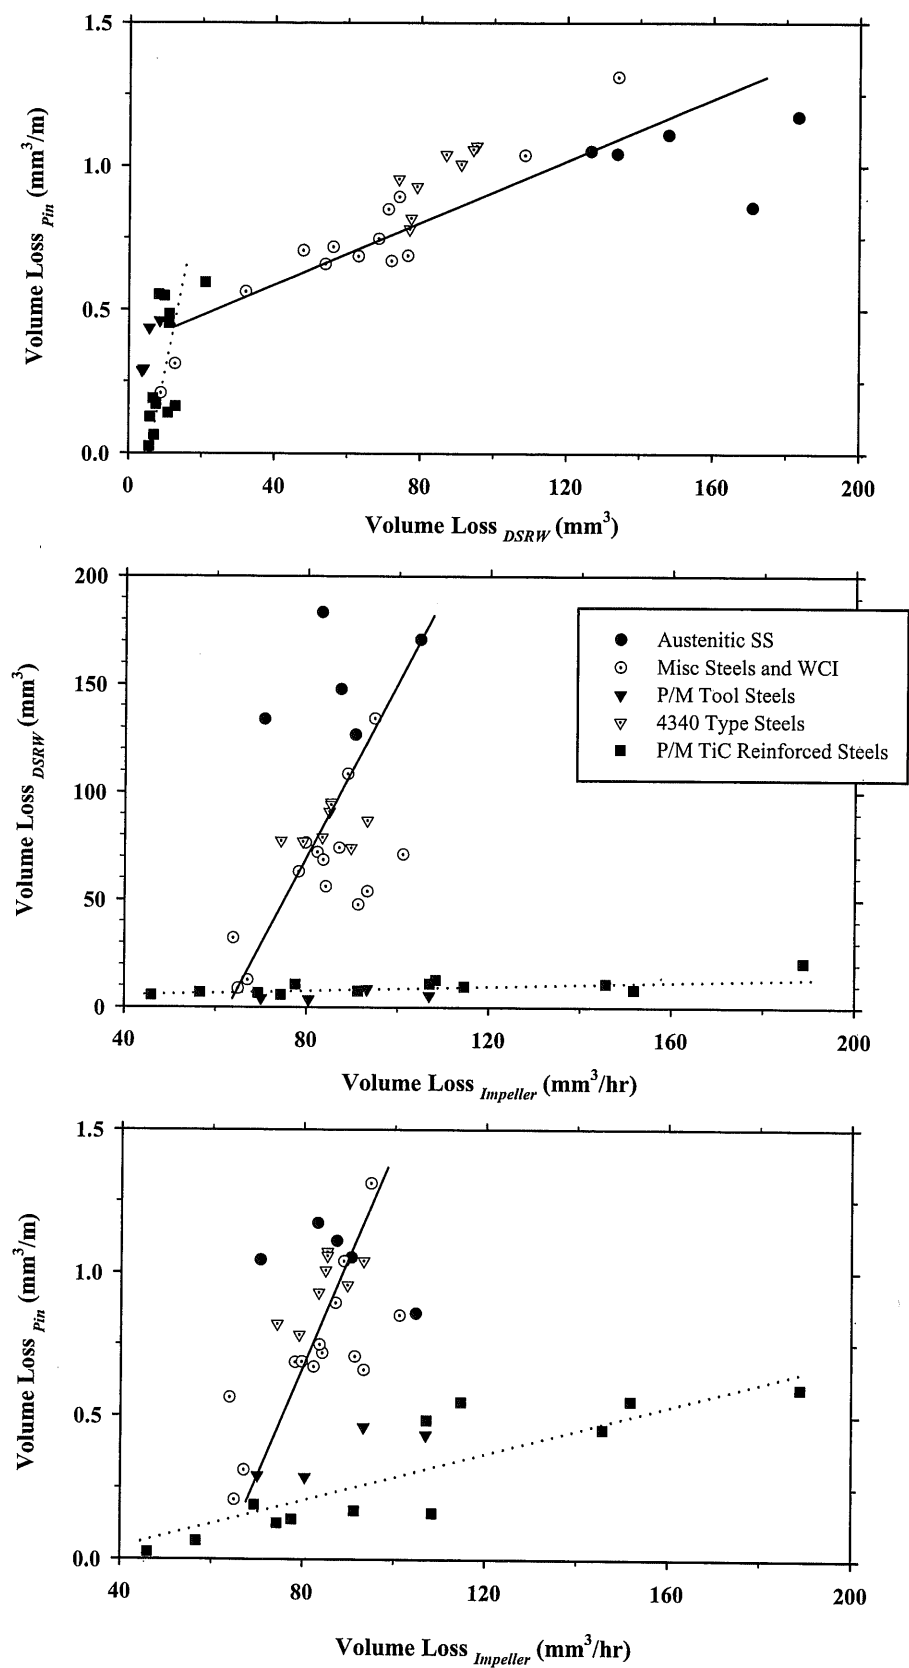 1.5
1.0
0.5
0.0
Volume Loss Pin (mm³/m)
0 40 80 120 160 200
Volume Loss DSRW (mm³)
200
150
100
50
0
Volume Loss DSRW (mm³)
Austenitic SS
Misc Steels and WCI
P/M Tool Steels
4340 Type Steels
P/M TiC Reinforced Steels
40 80 120 160 200
Volume Loss Impeller (mm³/hr)
1.5
1.0
0.5
0.0
Volume Loss Pin (mm³/m)
40 80 120 160 200
Volume Loss Impeller (mm³/hr)